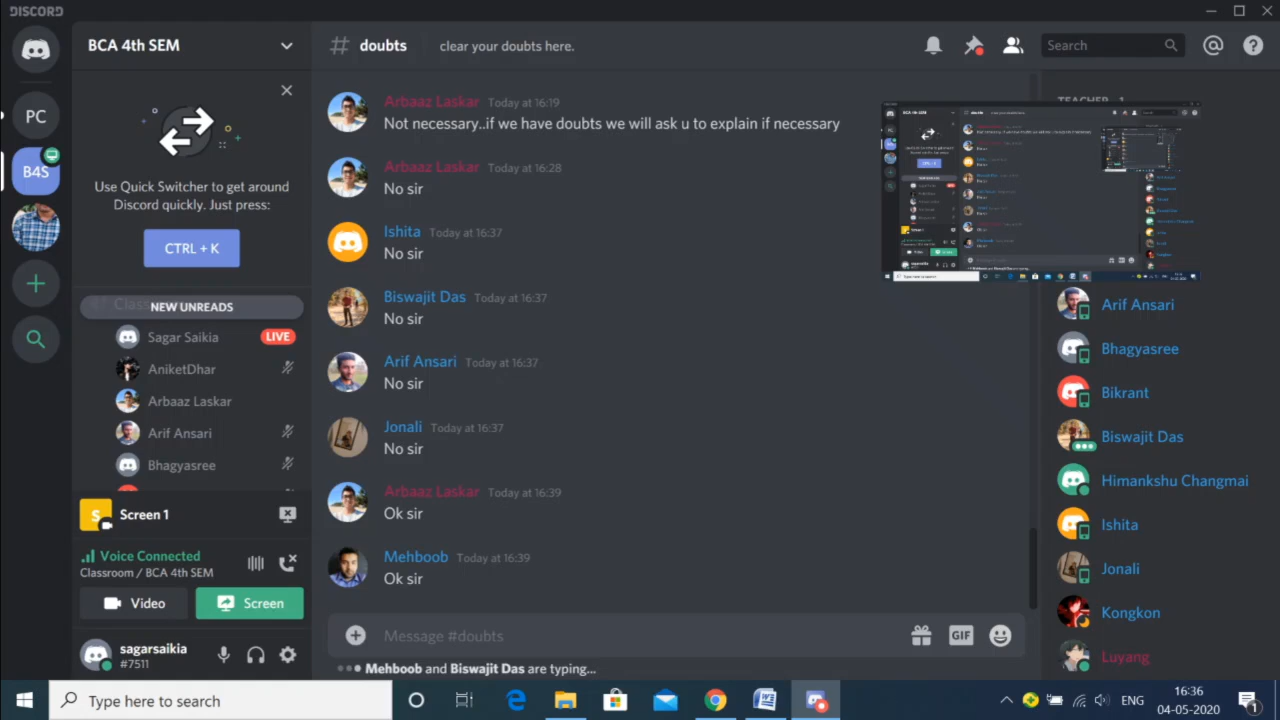 DISCORD
BCA 4th SEM
# doubts
clear your doubts here.
Search
PC
B4S
Use Quick Switcher to get around
Discord quickly. Just press:
CTRL + K
NEW UNREADS
Sagar Saikia LIVE
AniketDhar
Arbaaz Laskar
Arif Ansari
Bhagyasree
S Screen 1
Voice Connected
Classroom / BCA 4th SEM
Video
Screen
sagarsaikia
#7511
Arbaaz Laskar Today at 16:19
Not necessary..if we have doubts we will ask u to explain if necessary
Arbaaz Laskar Today at 16:28
No sir
Ishita Today at 16:37
No sir
Biswajit Das Today at 16:37
No sir
Arif Ansari Today at 16:37
No sir
Jonali Today at 16:37
No sir
Arbaaz Laskar Today at 16:39
Ok sir
Mehboob Today at 16:39
Ok sir
Message #doubts
GIF
Mehboob and Biswajit Das are typing...
Arif Ansari
Bhagyasree
Bikrant
Biswajit Das
Himankshu Changmai
Ishita
Jonali
Kongkon
Luyang
Type here to search
ENG
16:36
04-05-2020
1